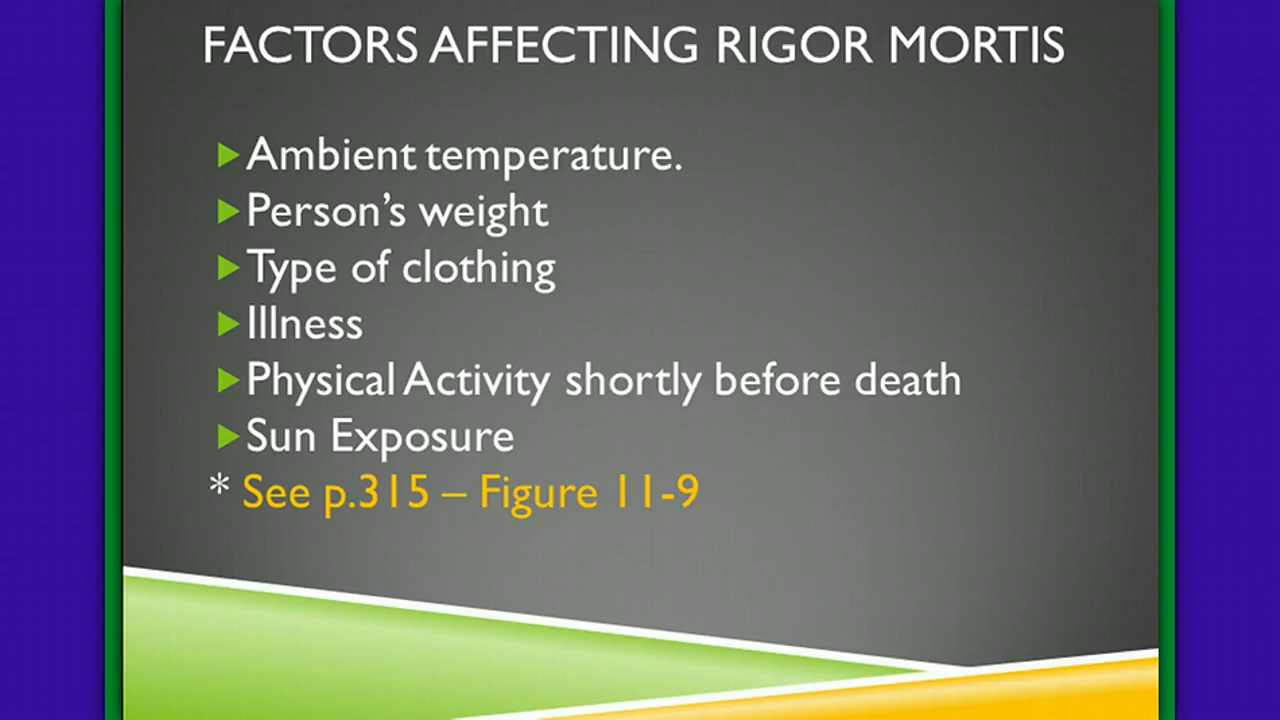 FACTORS AFFECTING RIGOR MORTIS
Ambient temperature.
Person’s weight
Type of clothing
Illness
Physical Activity shortly before death
Sun Exposure
* See p.315 – Figure 11-9